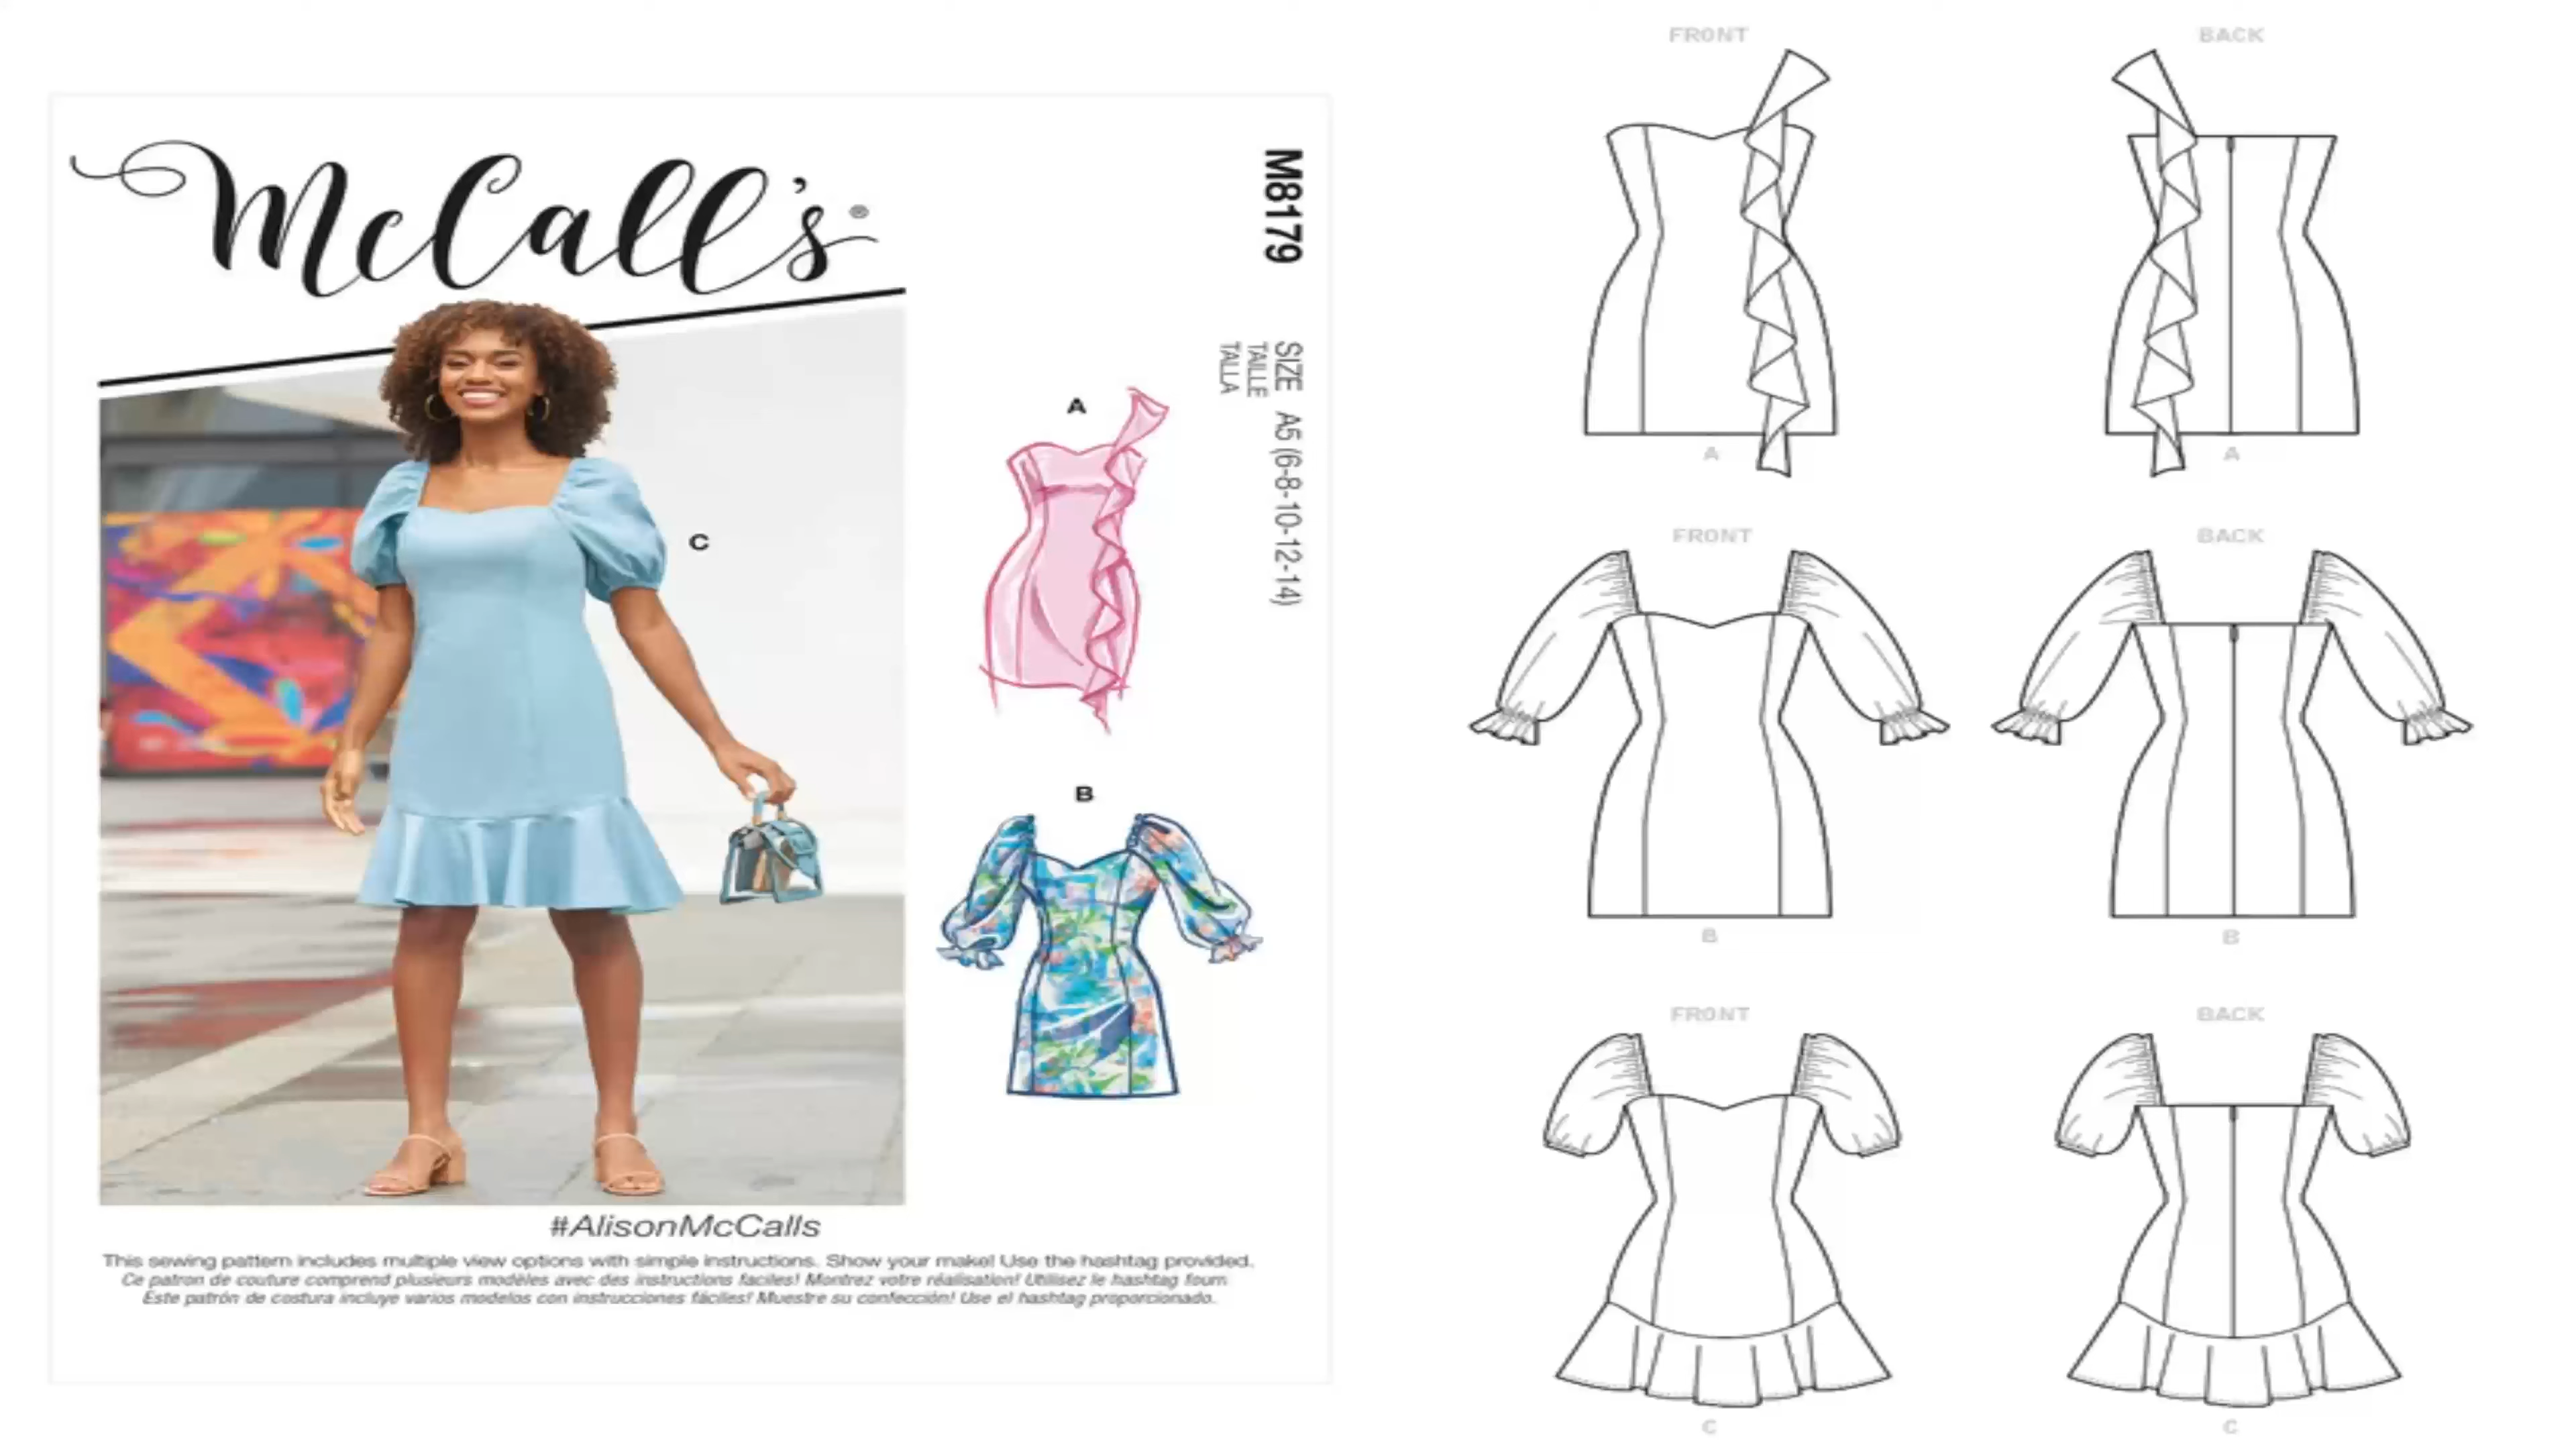 McCall's®
M8179
SIZE A5 (6-8-10-12-14)
TAILLE
TALLA
A
C
B
#AlisonMcCalls
This sewing pattern includes multiple view options with simple instructions. Show your make! Use the hashtag provided.
Ce patron de couture comprend plusieurs modèles avec des instructions faciles! Montrez votre réalisation! Utilisez le hashtag fourn
Este patrón de costura incluye varios modelos con instrucciones fáciles! Muestre su confección! Use el hashtag proporcionado.
FRONT
BACK
A
A
FRONT
BACK
B
B
FRONT
BACK
C
C